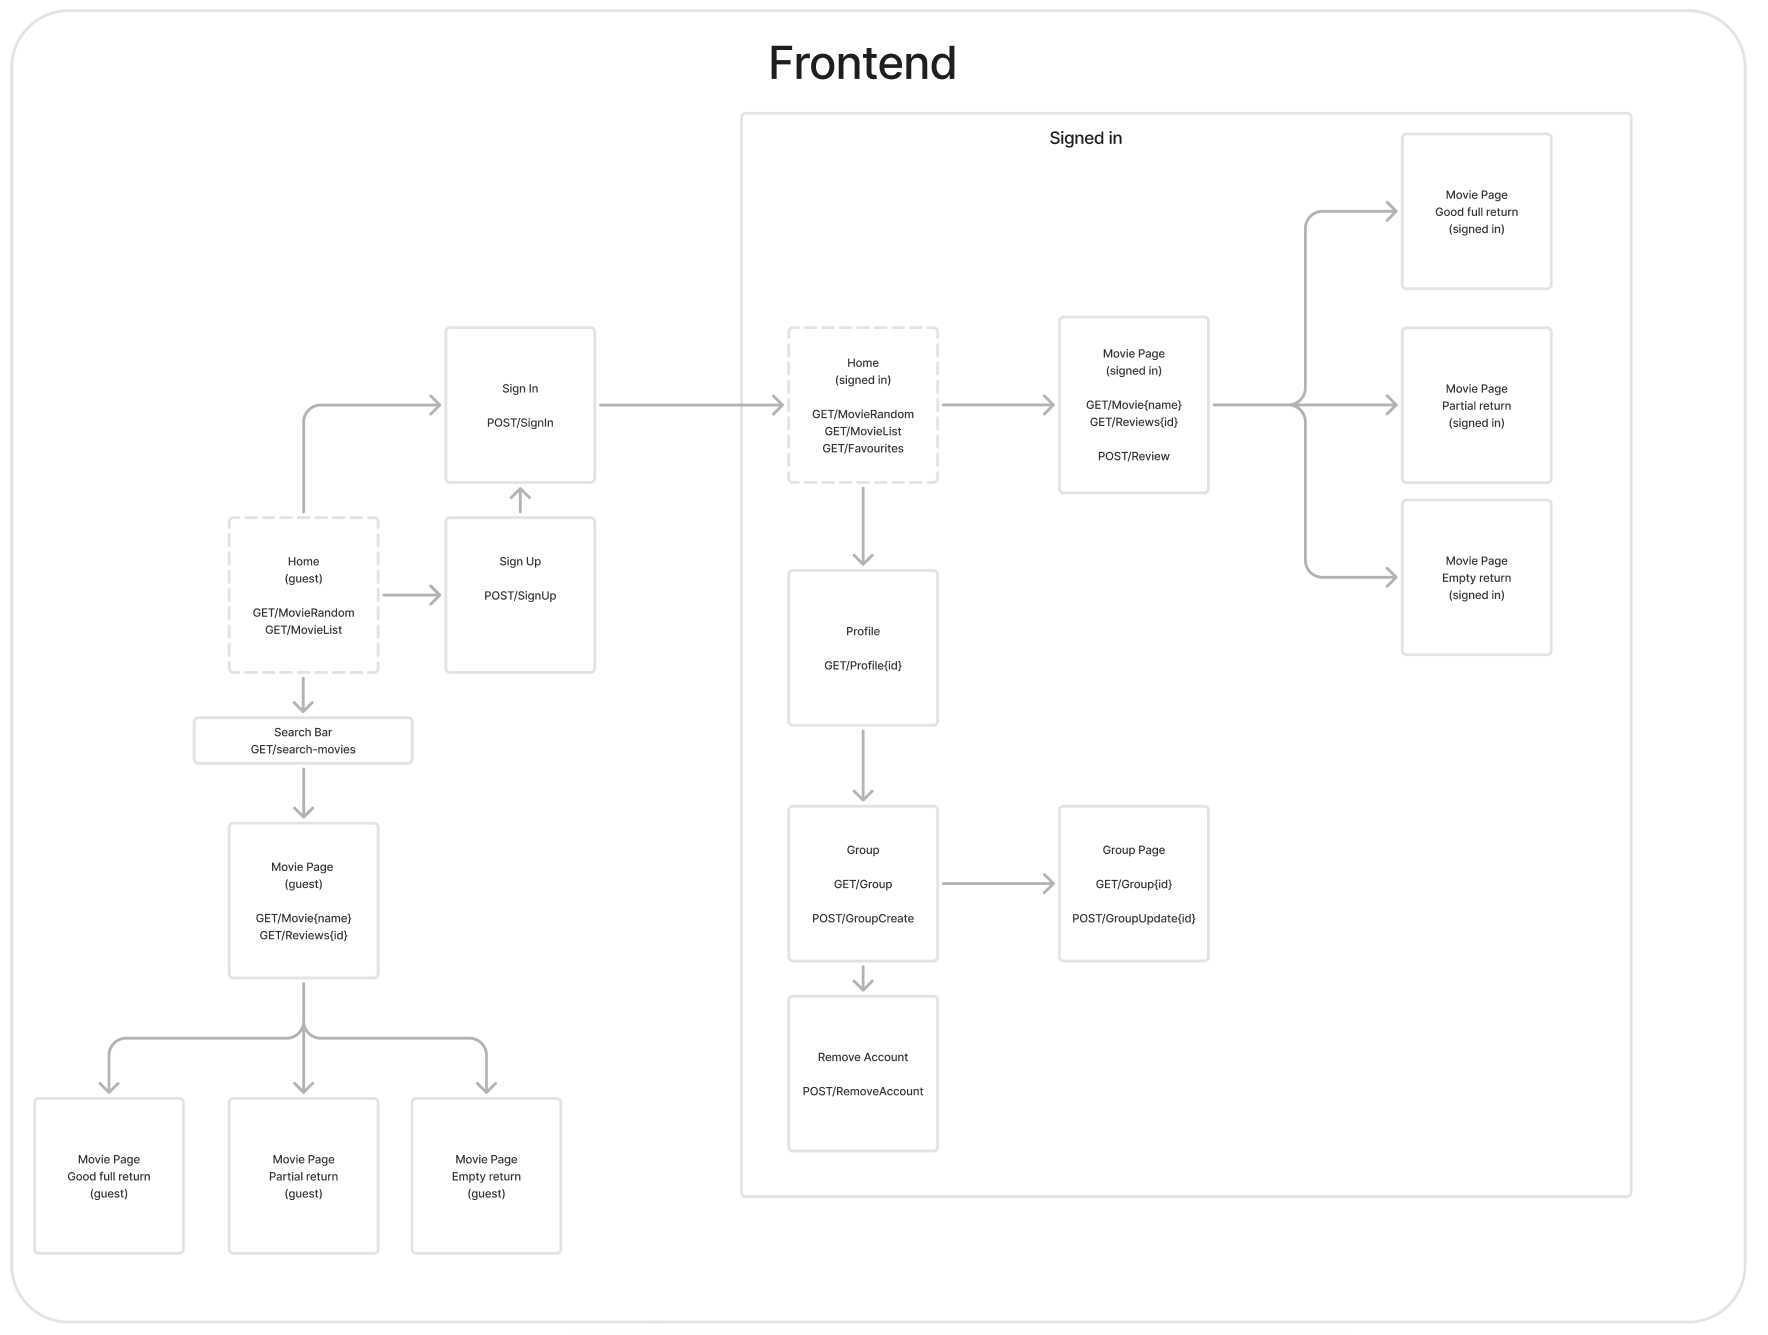 Frontend
Signed in
Movie Page
Good full return
(signed in)
Sign In
POST/SignIn
Home
(signed in)
GET/MovieRandom
GET/MovieList
GET/Favourites
Movie Page
(signed in)
GET/Movie{name}
GET/Reviews{id}
POST/Review
Movie Page
Partial return
(signed in)
Home
(guest)
GET/MovieRandom
GET/MovieList
Sign Up
POST/SignUp
Movie Page
Empty return
(signed in)
Profile
GET/Profile{id}
Search Bar
GET/search-movies
Movie Page
(guest)
GET/Movie{name}
GET/Reviews{id}
Group
GET/Group
POST/GroupCreate
Group Page
GET/Group{id}
POST/GroupUpdate{id}
Remove Account
POST/RemoveAccount
Movie Page
Good full return
(guest)
Movie Page
Partial return
(guest)
Movie Page
Empty return
(guest)